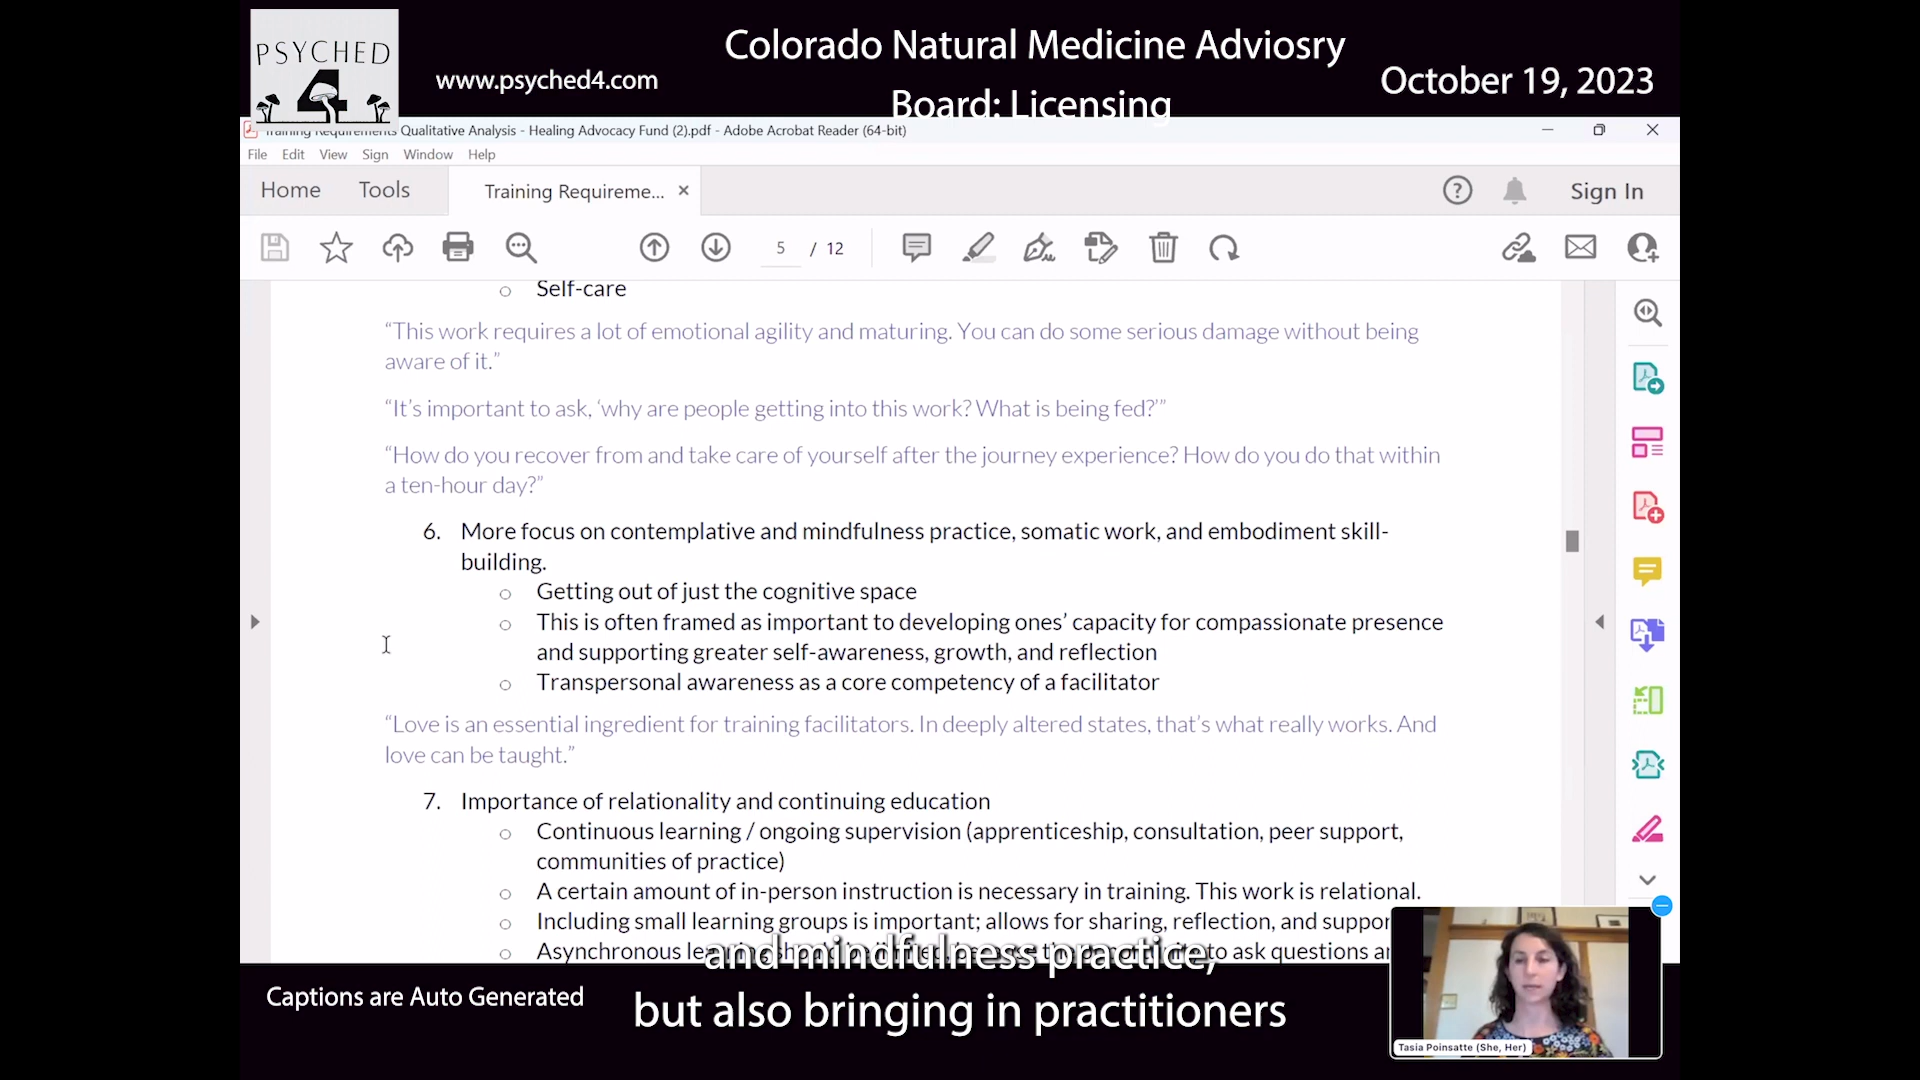 PSYCHED
4
www.psyched4.com
Colorado Natural Medicine Adviosry
Board: Licensing
October 19, 2023
Training Requirements Qualitative Analysis - Healing Advocacy Fund (2).pdf - Adobe Acrobat Reader (64-bit)
File Edit View Sign Window Help
Home Tools Training Requireme... × Sign In
5 / 12
○ Self-care
“This work requires a lot of emotional agility and maturing. You can do some serious damage without being
aware of it.”
“It’s important to ask, ‘why are people getting into this work? What is being fed?’”
“How do you recover from and take care of yourself after the journey experience? How do you do that within
a ten-hour day?”
6. More focus on contemplative and mindfulness practice, somatic work, and embodiment skill-
building.
○ Getting out of just the cognitive space
○ This is often framed as important to developing ones’ capacity for compassionate presence
and supporting greater self-awareness, growth, and reflection
○ Transpersonal awareness as a core competency of a facilitator
“Love is an essential ingredient for training facilitators. In deeply altered states, that’s what really works. And
love can be taught.”
7. Importance of relationality and continuing education
○ Continuous learning / ongoing supervision (apprenticeship, consultation, peer support,
communities of practice)
○ A certain amount of in-person instruction is necessary in training. This work is relational.
○ Including small learning groups is important; allows for sharing, reflection, and suppor
○ Asynchronous to ask questions a
and mindfulness practice,
but also bringing in practitioners
Captions are Auto Generated
Tasia Poinsatte (She, Her)